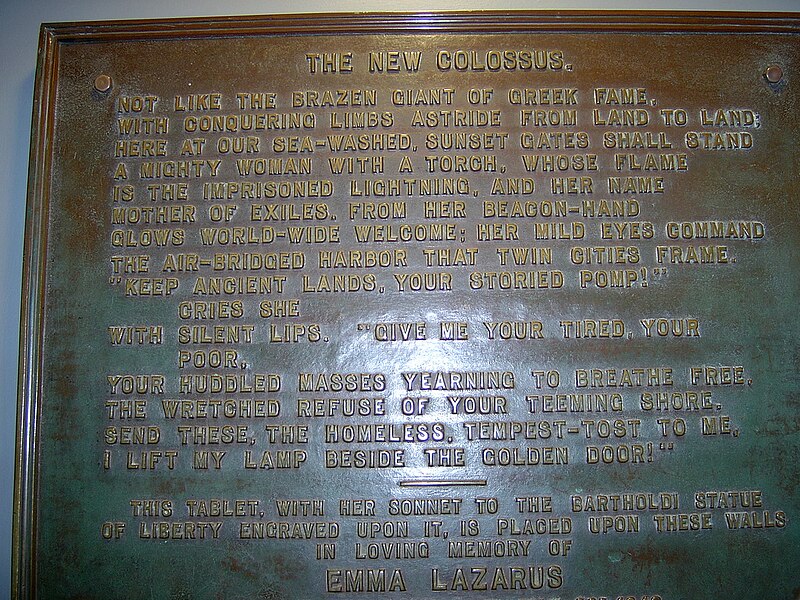 THE NEW COLOSSUS.
NOT LIKE THE BRAZEN GIANT OF GREEK FAME,
WITH CONQUERING LIMBS ASTRIDE FROM LAND TO LAND;
HERE AT OUR SEA-WASHED, SUNSET GATES SHALL STAND
A MIGHTY WOMAN WITH A TORCH, WHOSE FLAME
IS THE IMPRISONED LIGHTNING, AND HER NAME
MOTHER OF EXILES. FROM HER BEACON-HAND
GLOWS WORLD-WIDE WELCOME; HER MILD EYES COMMAND
THE AIR-BRIDGED HARBOR THAT TWIN CITIES FRAME.
"KEEP ANCIENT LANDS, YOUR STORIED POMP!"
CRIES SHE
WITH SILENT LIPS. "GIVE ME YOUR TIRED, YOUR
POOR,
YOUR HUDDLED MASSES YEARNING TO BREATHE FREE,
THE WRETCHED REFUSE OF YOUR TEEMING SHORE.
SEND THESE, THE HOMELESS, TEMPEST-TOST TO ME,
I LIFT MY LAMP BESIDE THE GOLDEN DOOR!"
THIS TABLET, WITH HER SONNET TO THE BARTHOLDI STATUE
OF LIBERTY ENGRAVED UPON IT, IS PLACED UPON THESE WALLS
IN LOVING MEMORY OF
EMMA LAZARUS